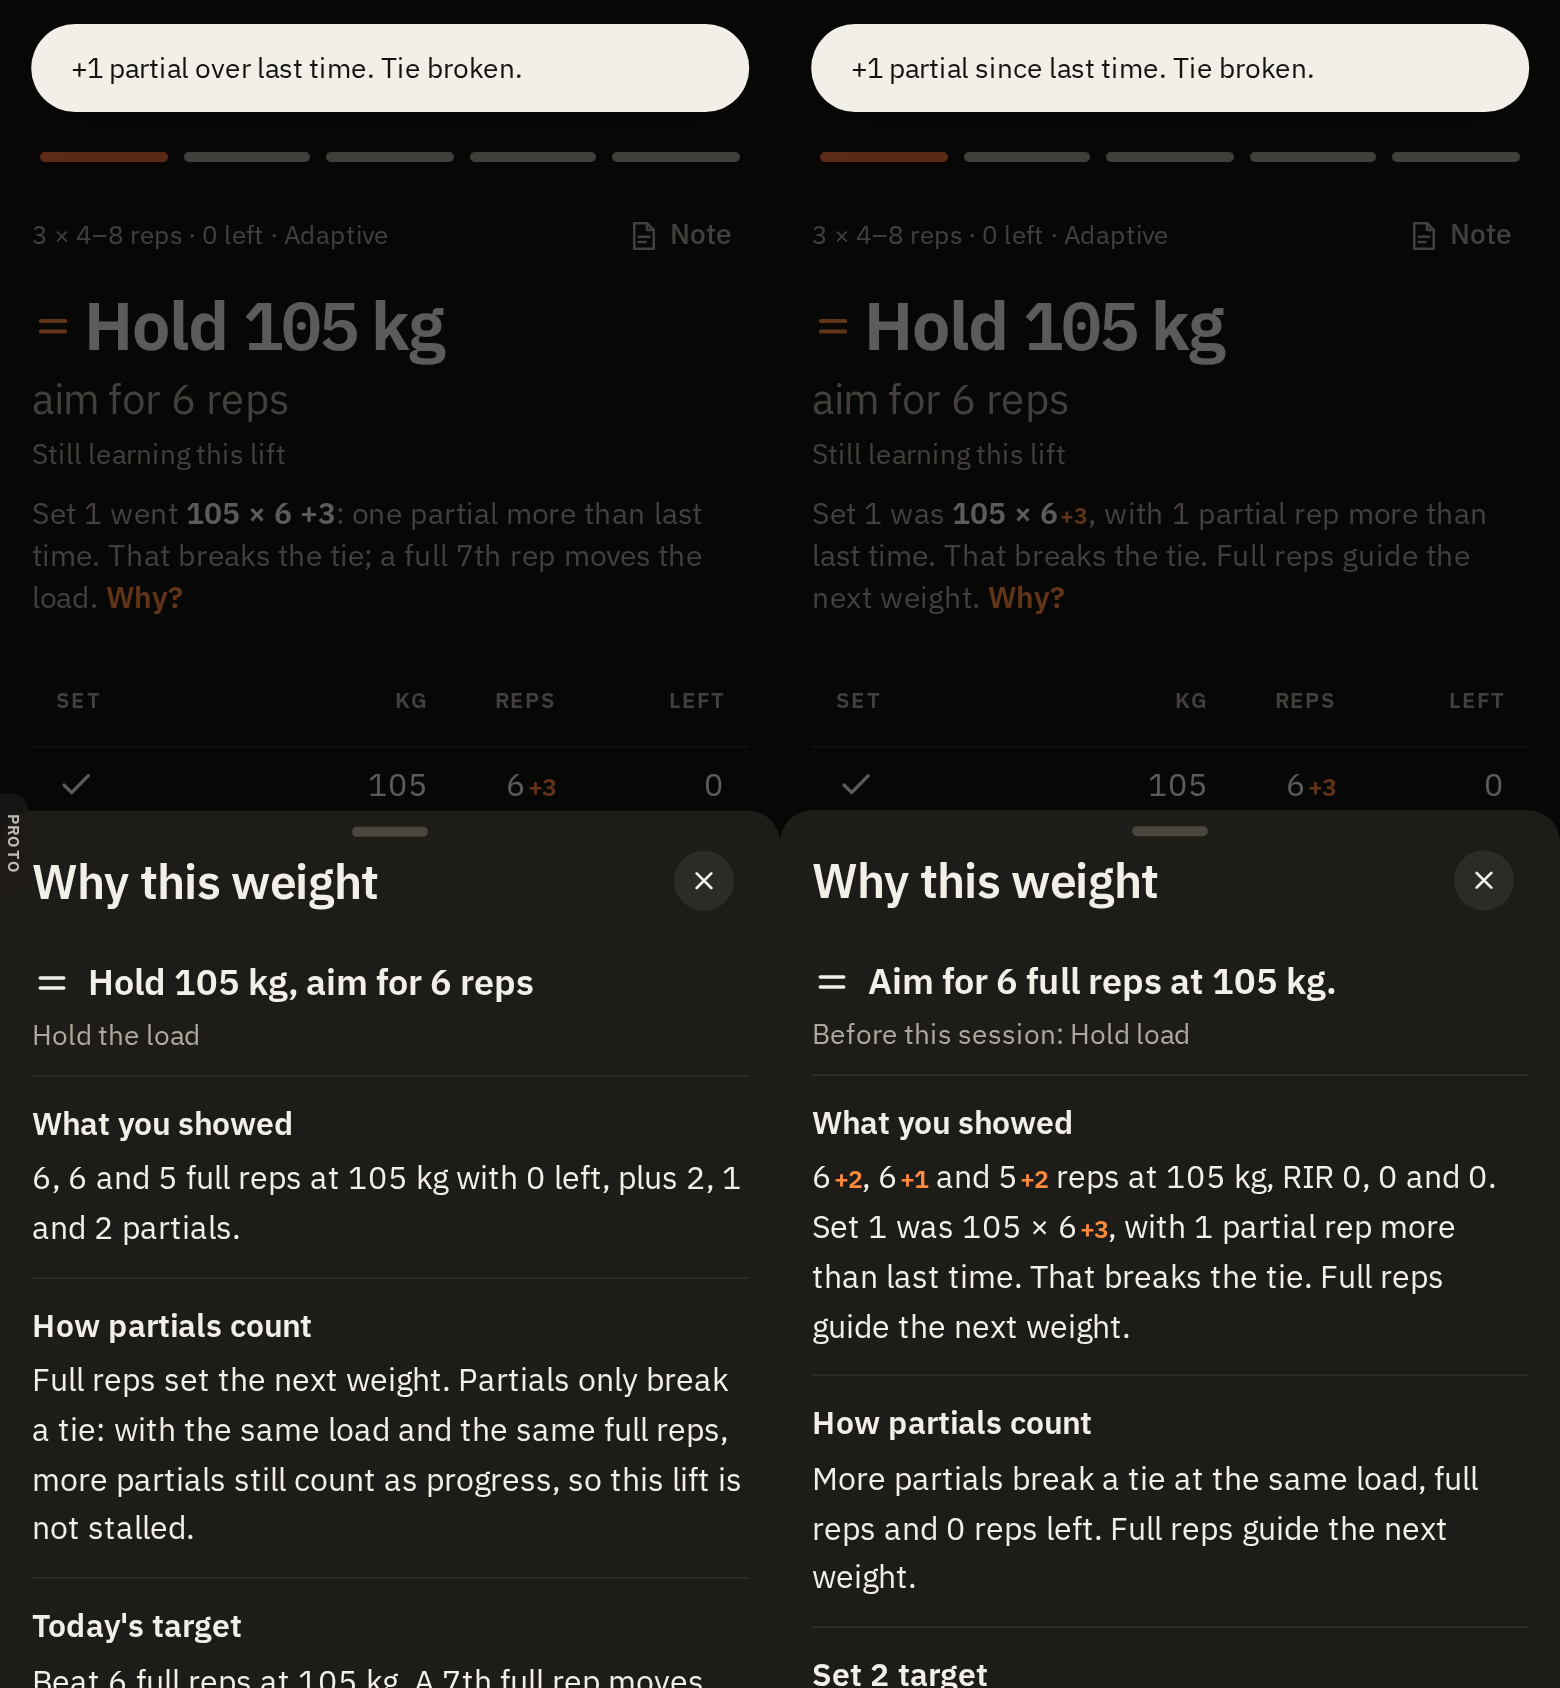 +1 partial over last time. Tie broken.
3 × 4–8 reps · 0 left · Adaptive
Note
= Hold 105 kg
aim for 6 reps
Still learning this lift
Set 1 went 105 × 6 +3: one partial more than last
time. That breaks the tie; a full 7th rep moves the
load. Why?
SET KG REPS LEFT
105 6 +3 0
PROTO
Why this weight
= Hold 105 kg, aim for 6 reps
Hold the load
What you showed
6, 6 and 5 full reps at 105 kg with 0 left, plus 2, 1
and 2 partials.
How partials count
Full reps set the next weight. Partials only break
a tie: with the same load and the same full reps,
more partials still count as progress, so this lift is
not stalled.
Today's target
Beat 6 full reps at 105 kg. A 7th full rep moves
+1 partial since last time. Tie broken.
3 × 4–8 reps · 0 left · Adaptive
Note
= Hold 105 kg
aim for 6 reps
Still learning this lift
Set 1 was 105 × 6 +3, with 1 partial rep more than
last time. That breaks the tie. Full reps guide the
next weight. Why?
SET KG REPS LEFT
105 6 +3 0
Why this weight
= Aim for 6 full reps at 105 kg.
Before this session: Hold load
What you showed
6 +2, 6 +1 and 5 +2 reps at 105 kg, RIR 0, 0 and 0.
Set 1 was 105 × 6 +3, with 1 partial rep more
than last time. That breaks the tie. Full reps
guide the next weight.
How partials count
More partials break a tie at the same load, full
reps and 0 reps left. Full reps guide the next
weight.
Set 2 target